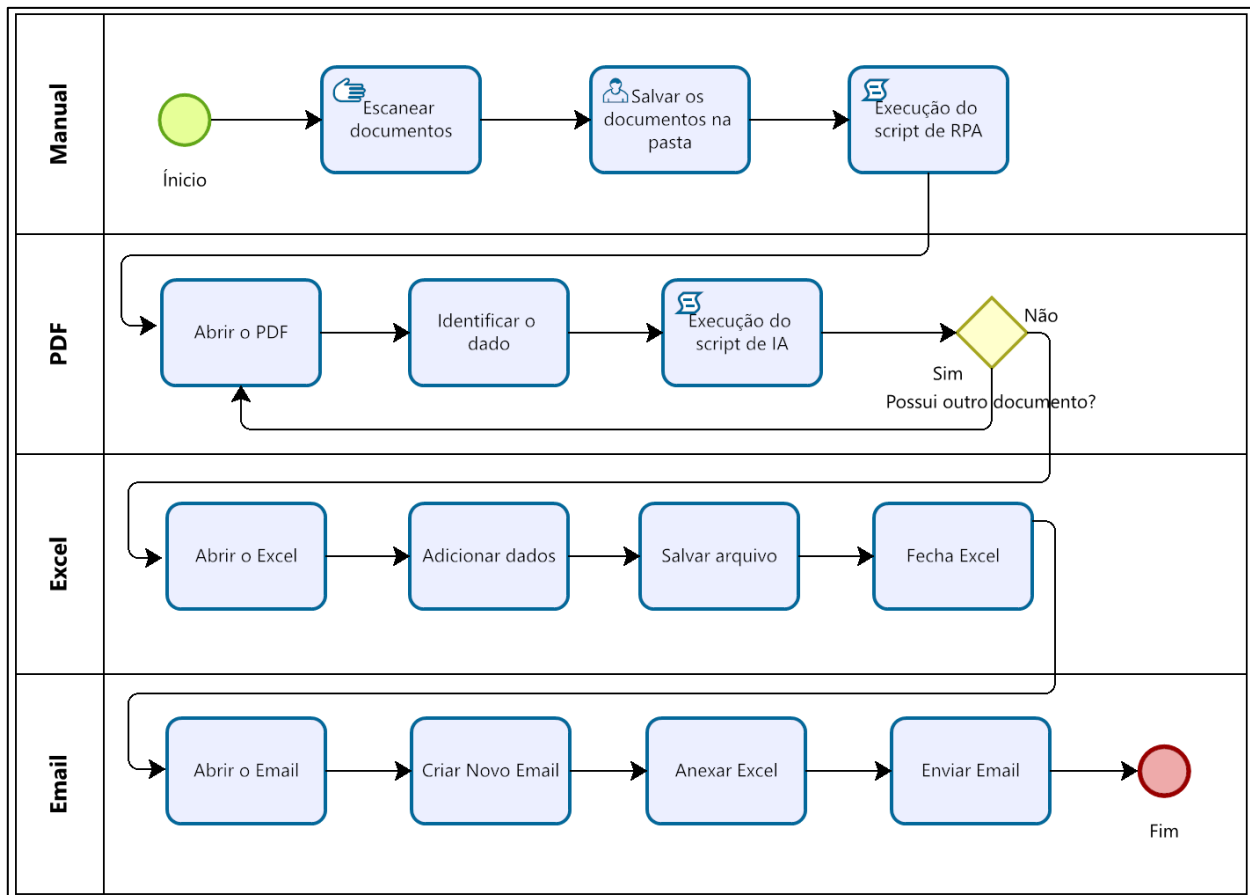 Manual
Ínicio
Escanear
documentos
Salvar os
documentos na
pasta
Execução do
script de RPA
PDF
Abrir o PDF
Identificar o
dado
Execução do
script de IA
Não
Sim
Possui outro documento?
Excel
Abrir o Excel
Adicionar dados
Salvar arquivo
Fecha Excel
Email
Abrir o Email
Criar Novo Email
Anexar Excel
Enviar Email
Fim